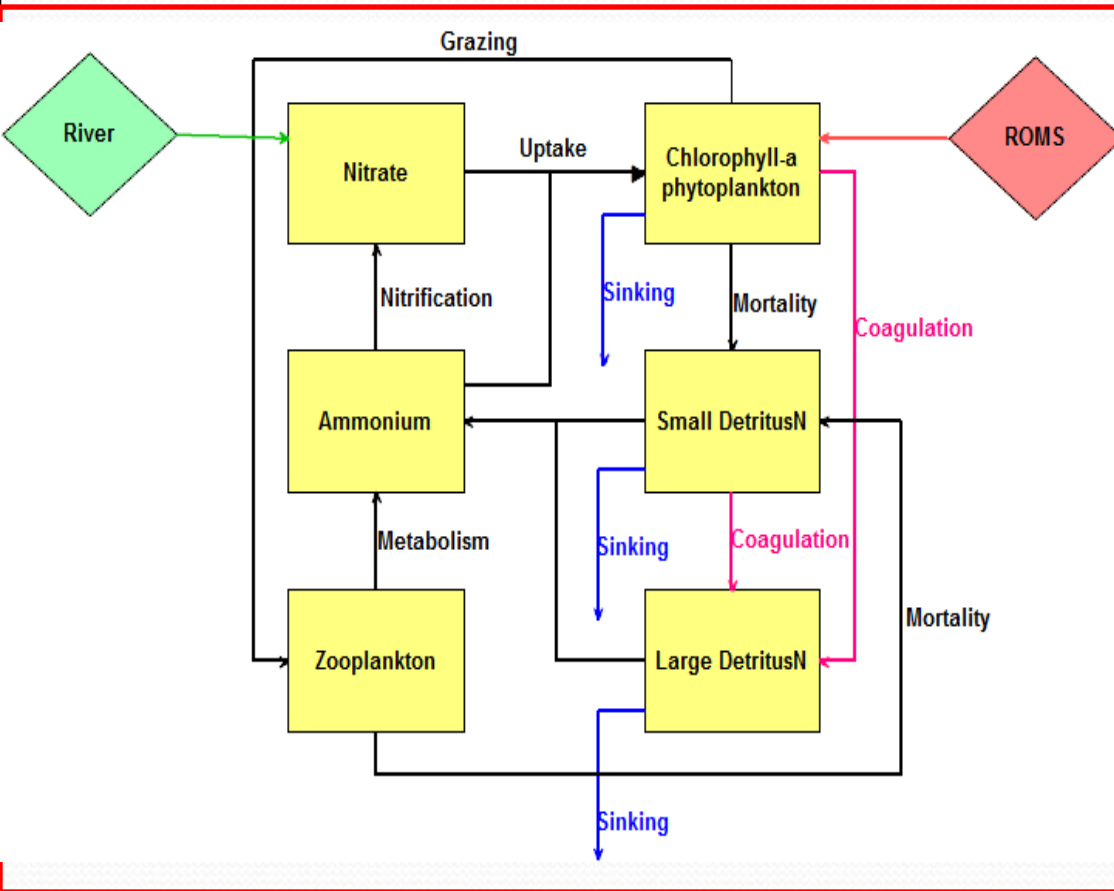 Grazing
River
Nitrate
Uptake
Chlorophyll-a
phytoplankton
ROMS
Nitrification
Sinking
Mortality
Coagulation
Ammonium
Small DetritusN
Metabolism
Sinking
Coagulation
Mortality
Zooplankton
Large DetritusN
Sinking